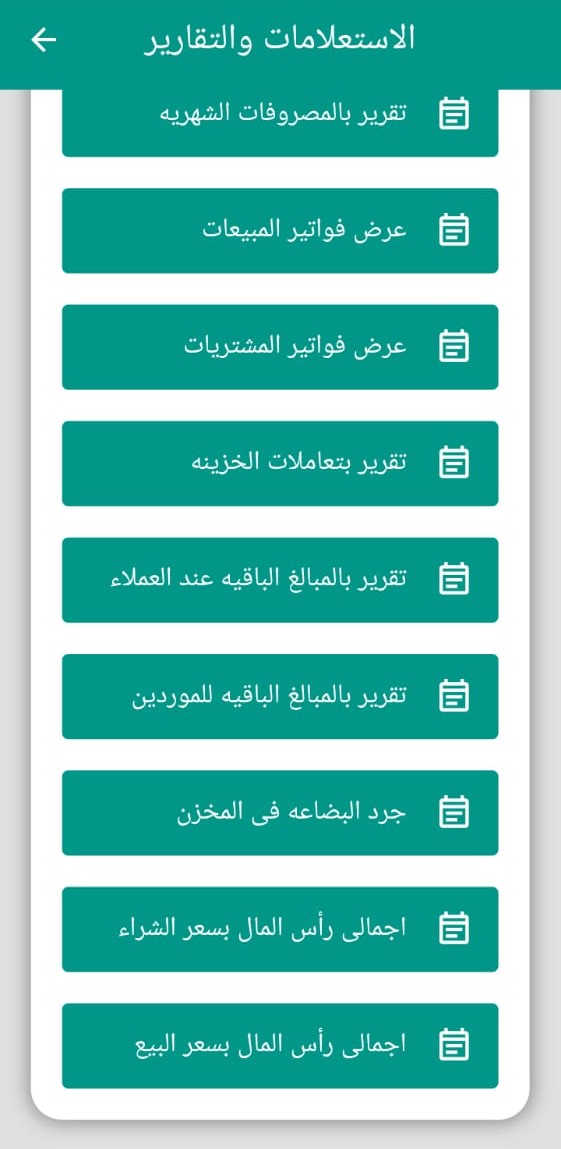 الاستعلامات والتقارير
تقرير بالمصروفات الشهريه
عرض فواتير المبيعات
عرض فواتير المشتريات
تقرير بتعاملات الخزينه
تقرير بالمبالغ الباقيه عند العملاء
تقرير بالمبالغ الباقيه للموردين
جرد البضاعه فى المخزن
اجمالى رأس المال بسعر الشراء
اجمالى رأس المال بسعر البيع